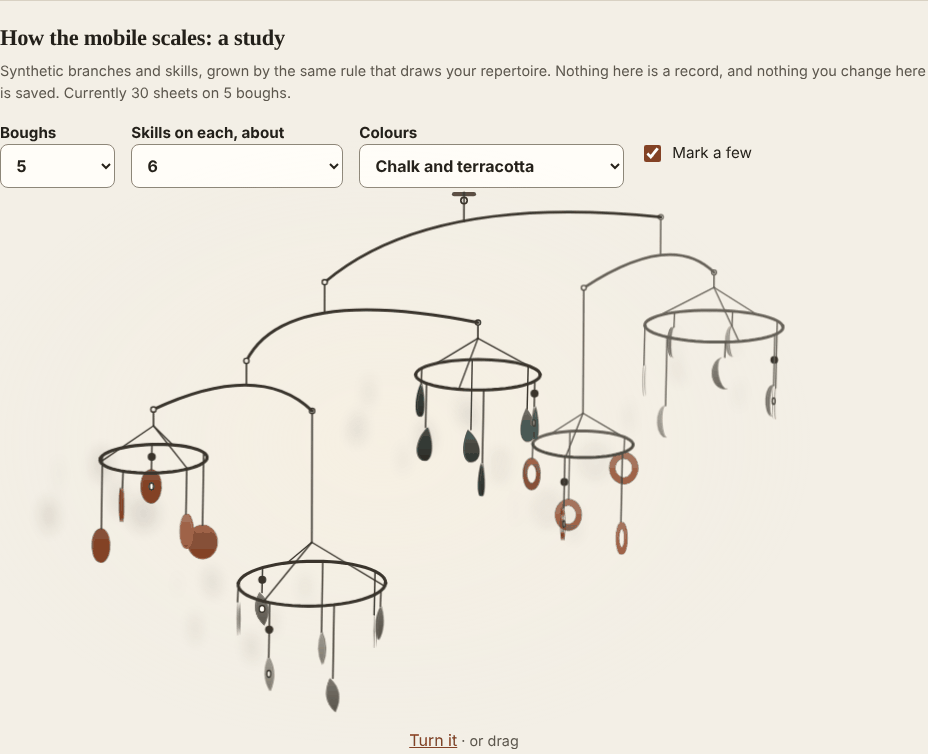 How the mobile scales: a study
Synthetic branches and skills, grown by the same rule that draws your repertoire. Nothing here is a record, and nothing you change here
is saved. Currently 30 sheets on 5 boughs.
Boughs
Skills on each, about
Colours
5
6
Chalk and terracotta
Mark a few
Turn it · or drag